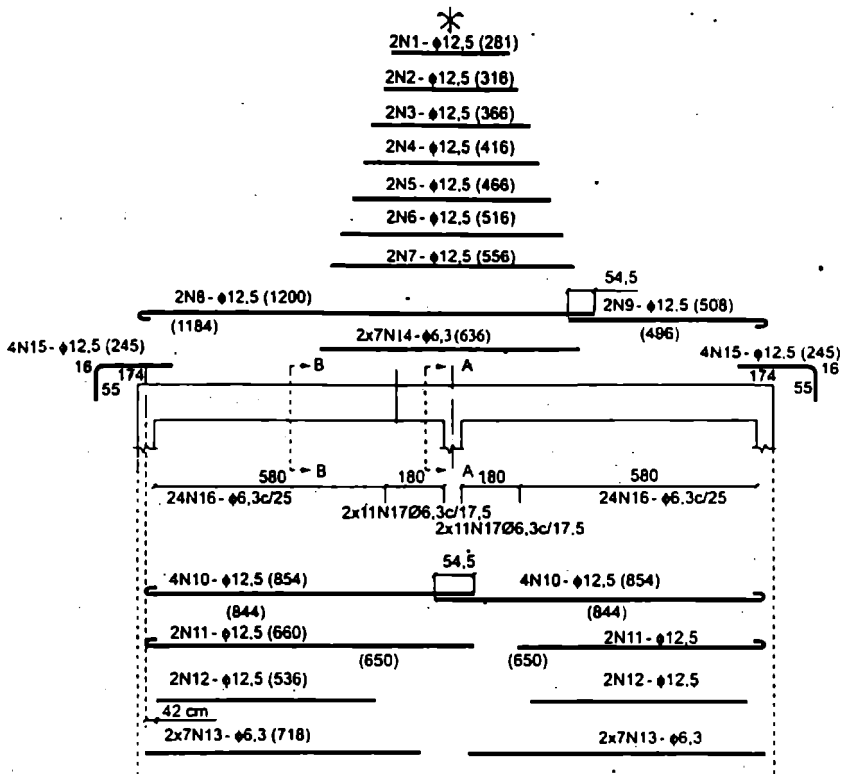 2N1-ϕ12,5 (281)
2N2-ϕ12,5 (316)
2N3-ϕ12,5 (366)
2N4-ϕ12,5 (416)
2N5-ϕ12,5 (466)
2N6-ϕ12,5 (516)
2N7-ϕ12,5 (556)
54,5
2N8-ϕ12,5 (1200)
2N9-ϕ12,5 (508)
(1184)
(496)
2x7N14-ϕ6,3 (636)
4N15-ϕ12,5 (245)
4N15-ϕ12,5 (245)
16
174
55
B
A
174
16
55
B
A
580
180
180
580
24N16-ϕ6,3c/25
24N16-ϕ6,3c/25
2x11N17Ø6,3c/17,5
2x11N17Ø6,3c/17,5
54,5
4N10-ϕ12,5 (854)
4N10-ϕ12,5 (854)
(844)
(844)
2N11-ϕ12,5 (660)
2N11-ϕ12,5
(650)
(650)
2N12-ϕ12,5 (536)
2N12-ϕ12,5
42 cm
2x7N13-ϕ6,3 (718)
2x7N13-ϕ6,3